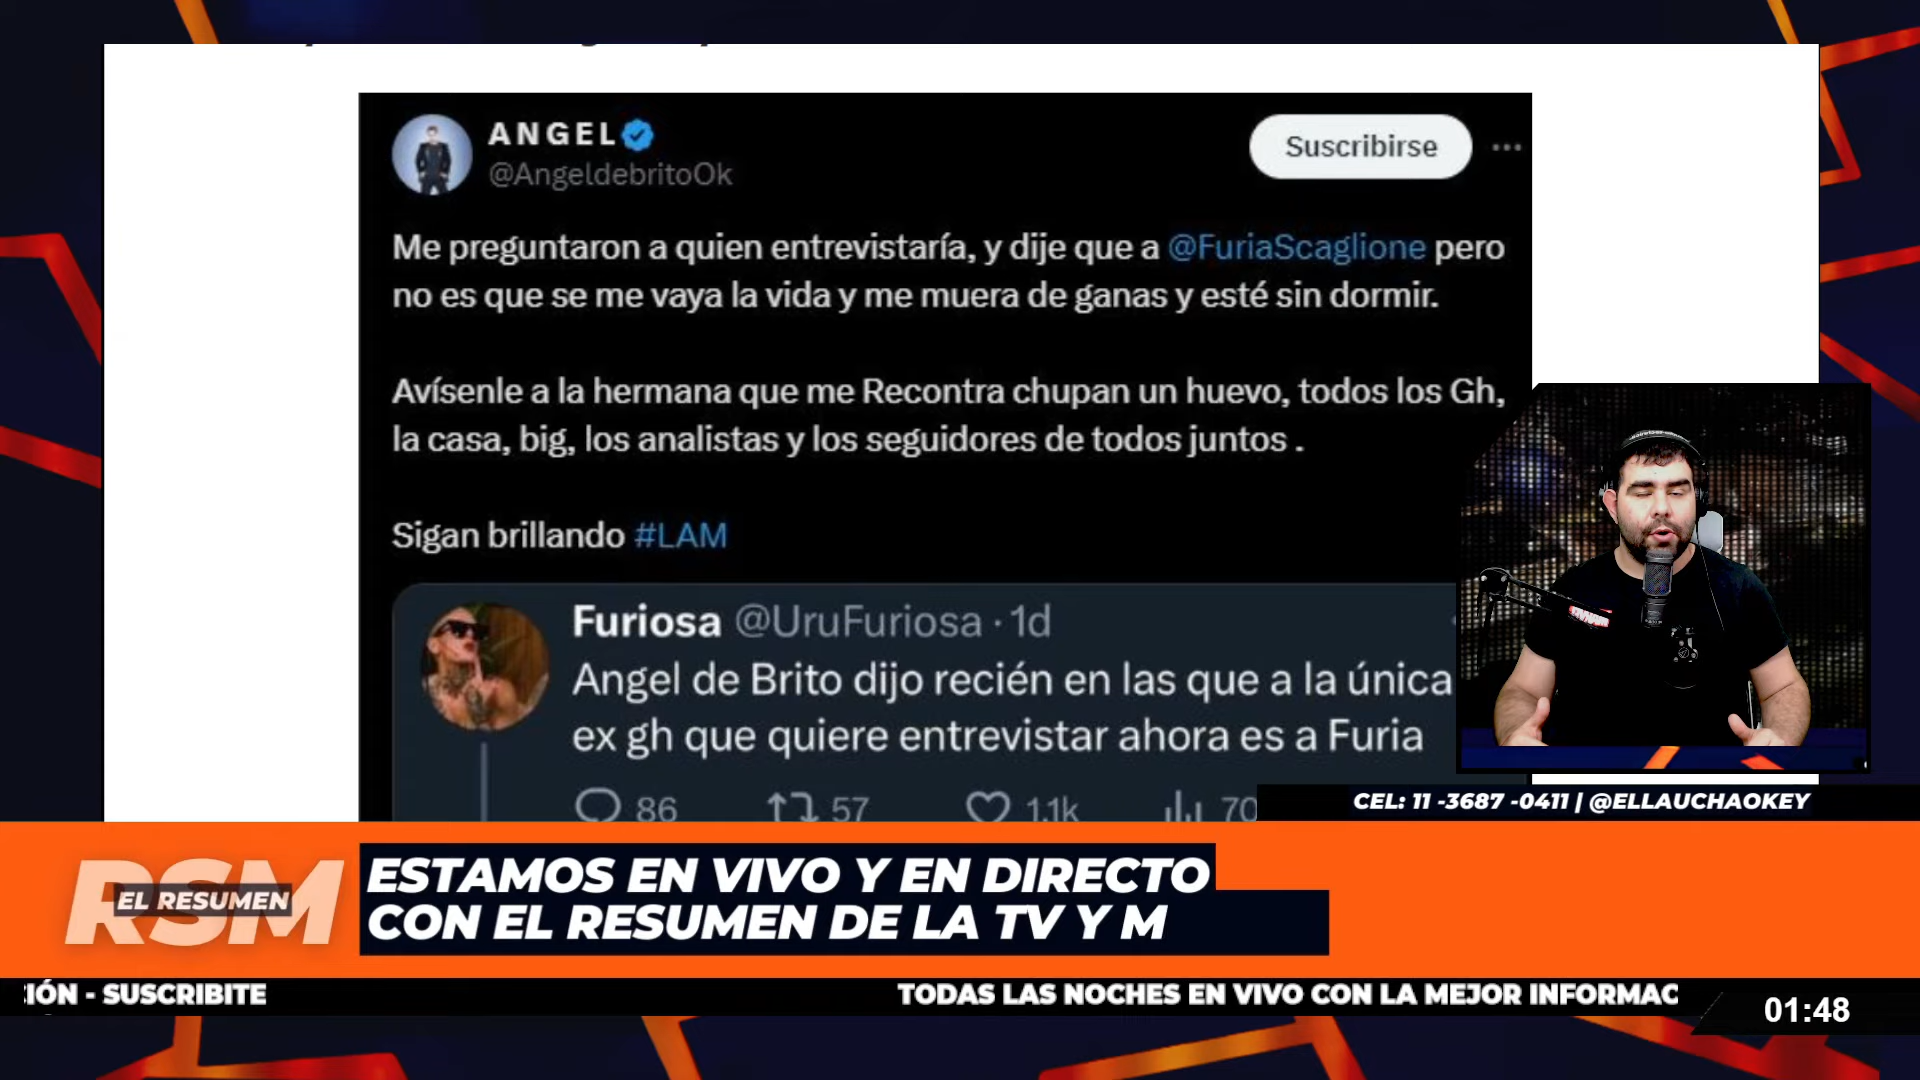 ANGEL
@AngeldebritoOk
Suscribirse
Me preguntaron a quien entrevistaría, y dije que a @FuriaScaglione pero
no es que se me vaya la vida y me muera de ganas y esté sin dormir.
Avísenle a la hermana que me Recontra chupan un huevo, todos los Gh,
la casa, big, los analistas y los seguidores de todos juntos .
Sigan brillando #LAM
Furiosa @UruFuriosa · 1d
Angel de Brito dijo recién en las que a la única
ex gh que quiere entrevistar ahora es a Furia
86 57 1.1k 70
CEL: 11 -3687 -0411 | @ELLAUCHAOKEY
RSM
EL RESUMEN
ESTAMOS EN VIVO Y EN DIRECTO
CON EL RESUMEN DE LA TV Y M
IÓN - SUSCRIBITE
TODAS LAS NOCHES EN VIVO CON LA MEJOR INFORMAC
01:48